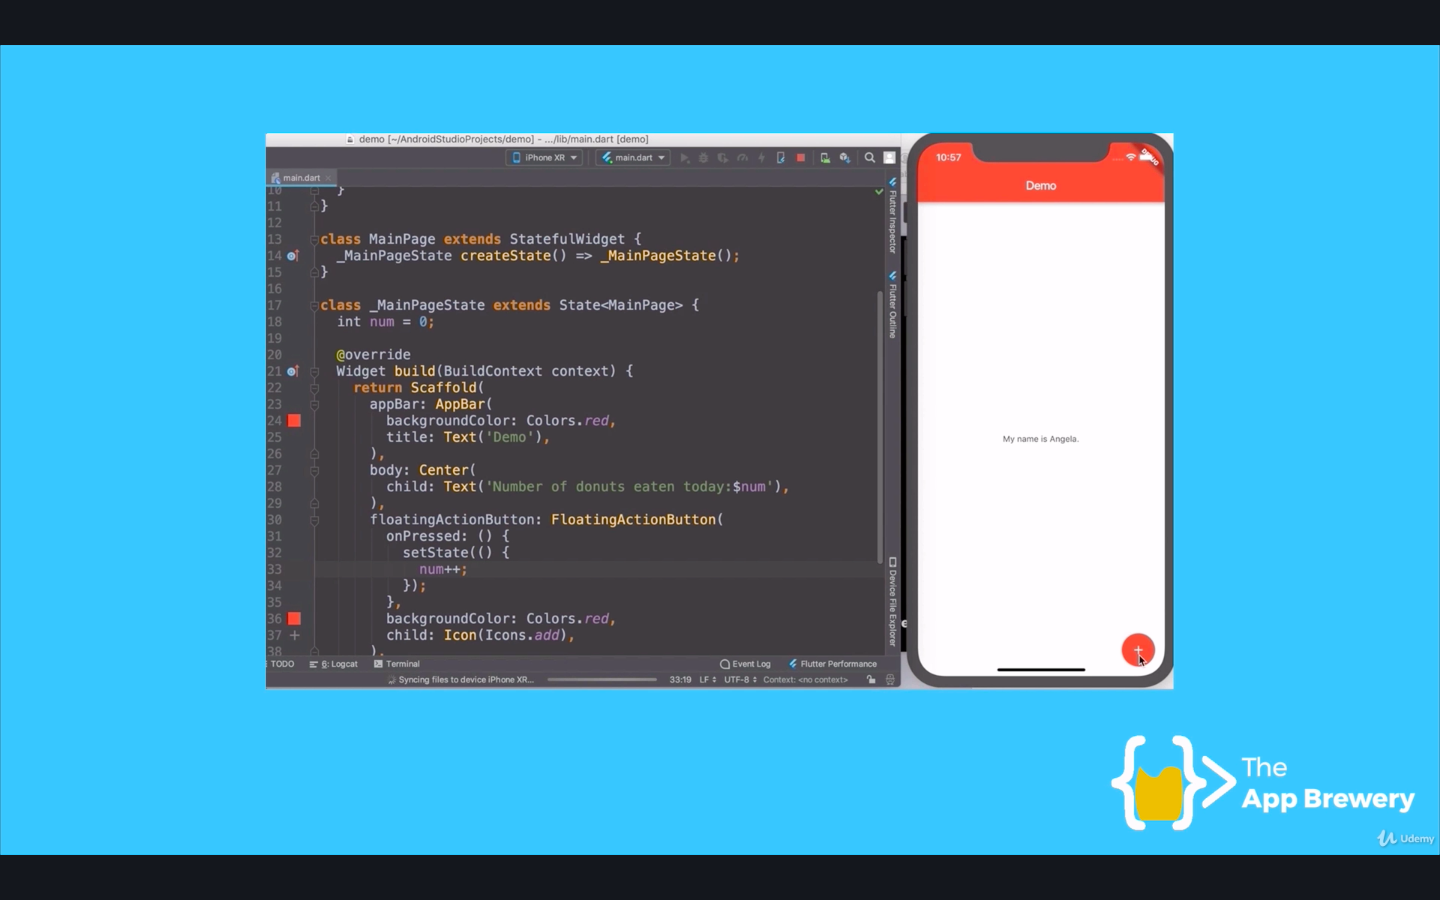 demo [~/AndroidStudioProjects/demo] - .../lib/main.dart [demo]
iPhone XR
main.dart
main.dart
10 }
11 }
12
13 class MainPage extends StatefulWidget {
14 _MainPageState createState() => _MainPageState();
15 }
16
17 class _MainPageState extends State<MainPage> {
18 int num = 0;
19
20 @override
21 Widget build(BuildContext context) {
22 return Scaffold(
23 appBar: AppBar(
24 backgroundColor: Colors.red,
25 title: Text('Demo'),
26 ),
27 body: Center(
28 child: Text('Number of donuts eaten today:$num'),
29 ),
30 floatingActionButton: FloatingActionButton(
31 onPressed: () {
32 setState(() {
33 num++;
34 });
35 },
36 backgroundColor: Colors.red,
37 child: Icon(Icons.add),
38 ),
Flutter Inspector
Flutter Outline
Device File Explorer
TODO
6: Logcat
Terminal
Event Log
Flutter Performance
Syncing files to device iPhone XR...
33:19
LF
UTF-8
Context: <no context>
10:57
DEBUG
Demo
My name is Angela.
The
App Brewery
Udemy